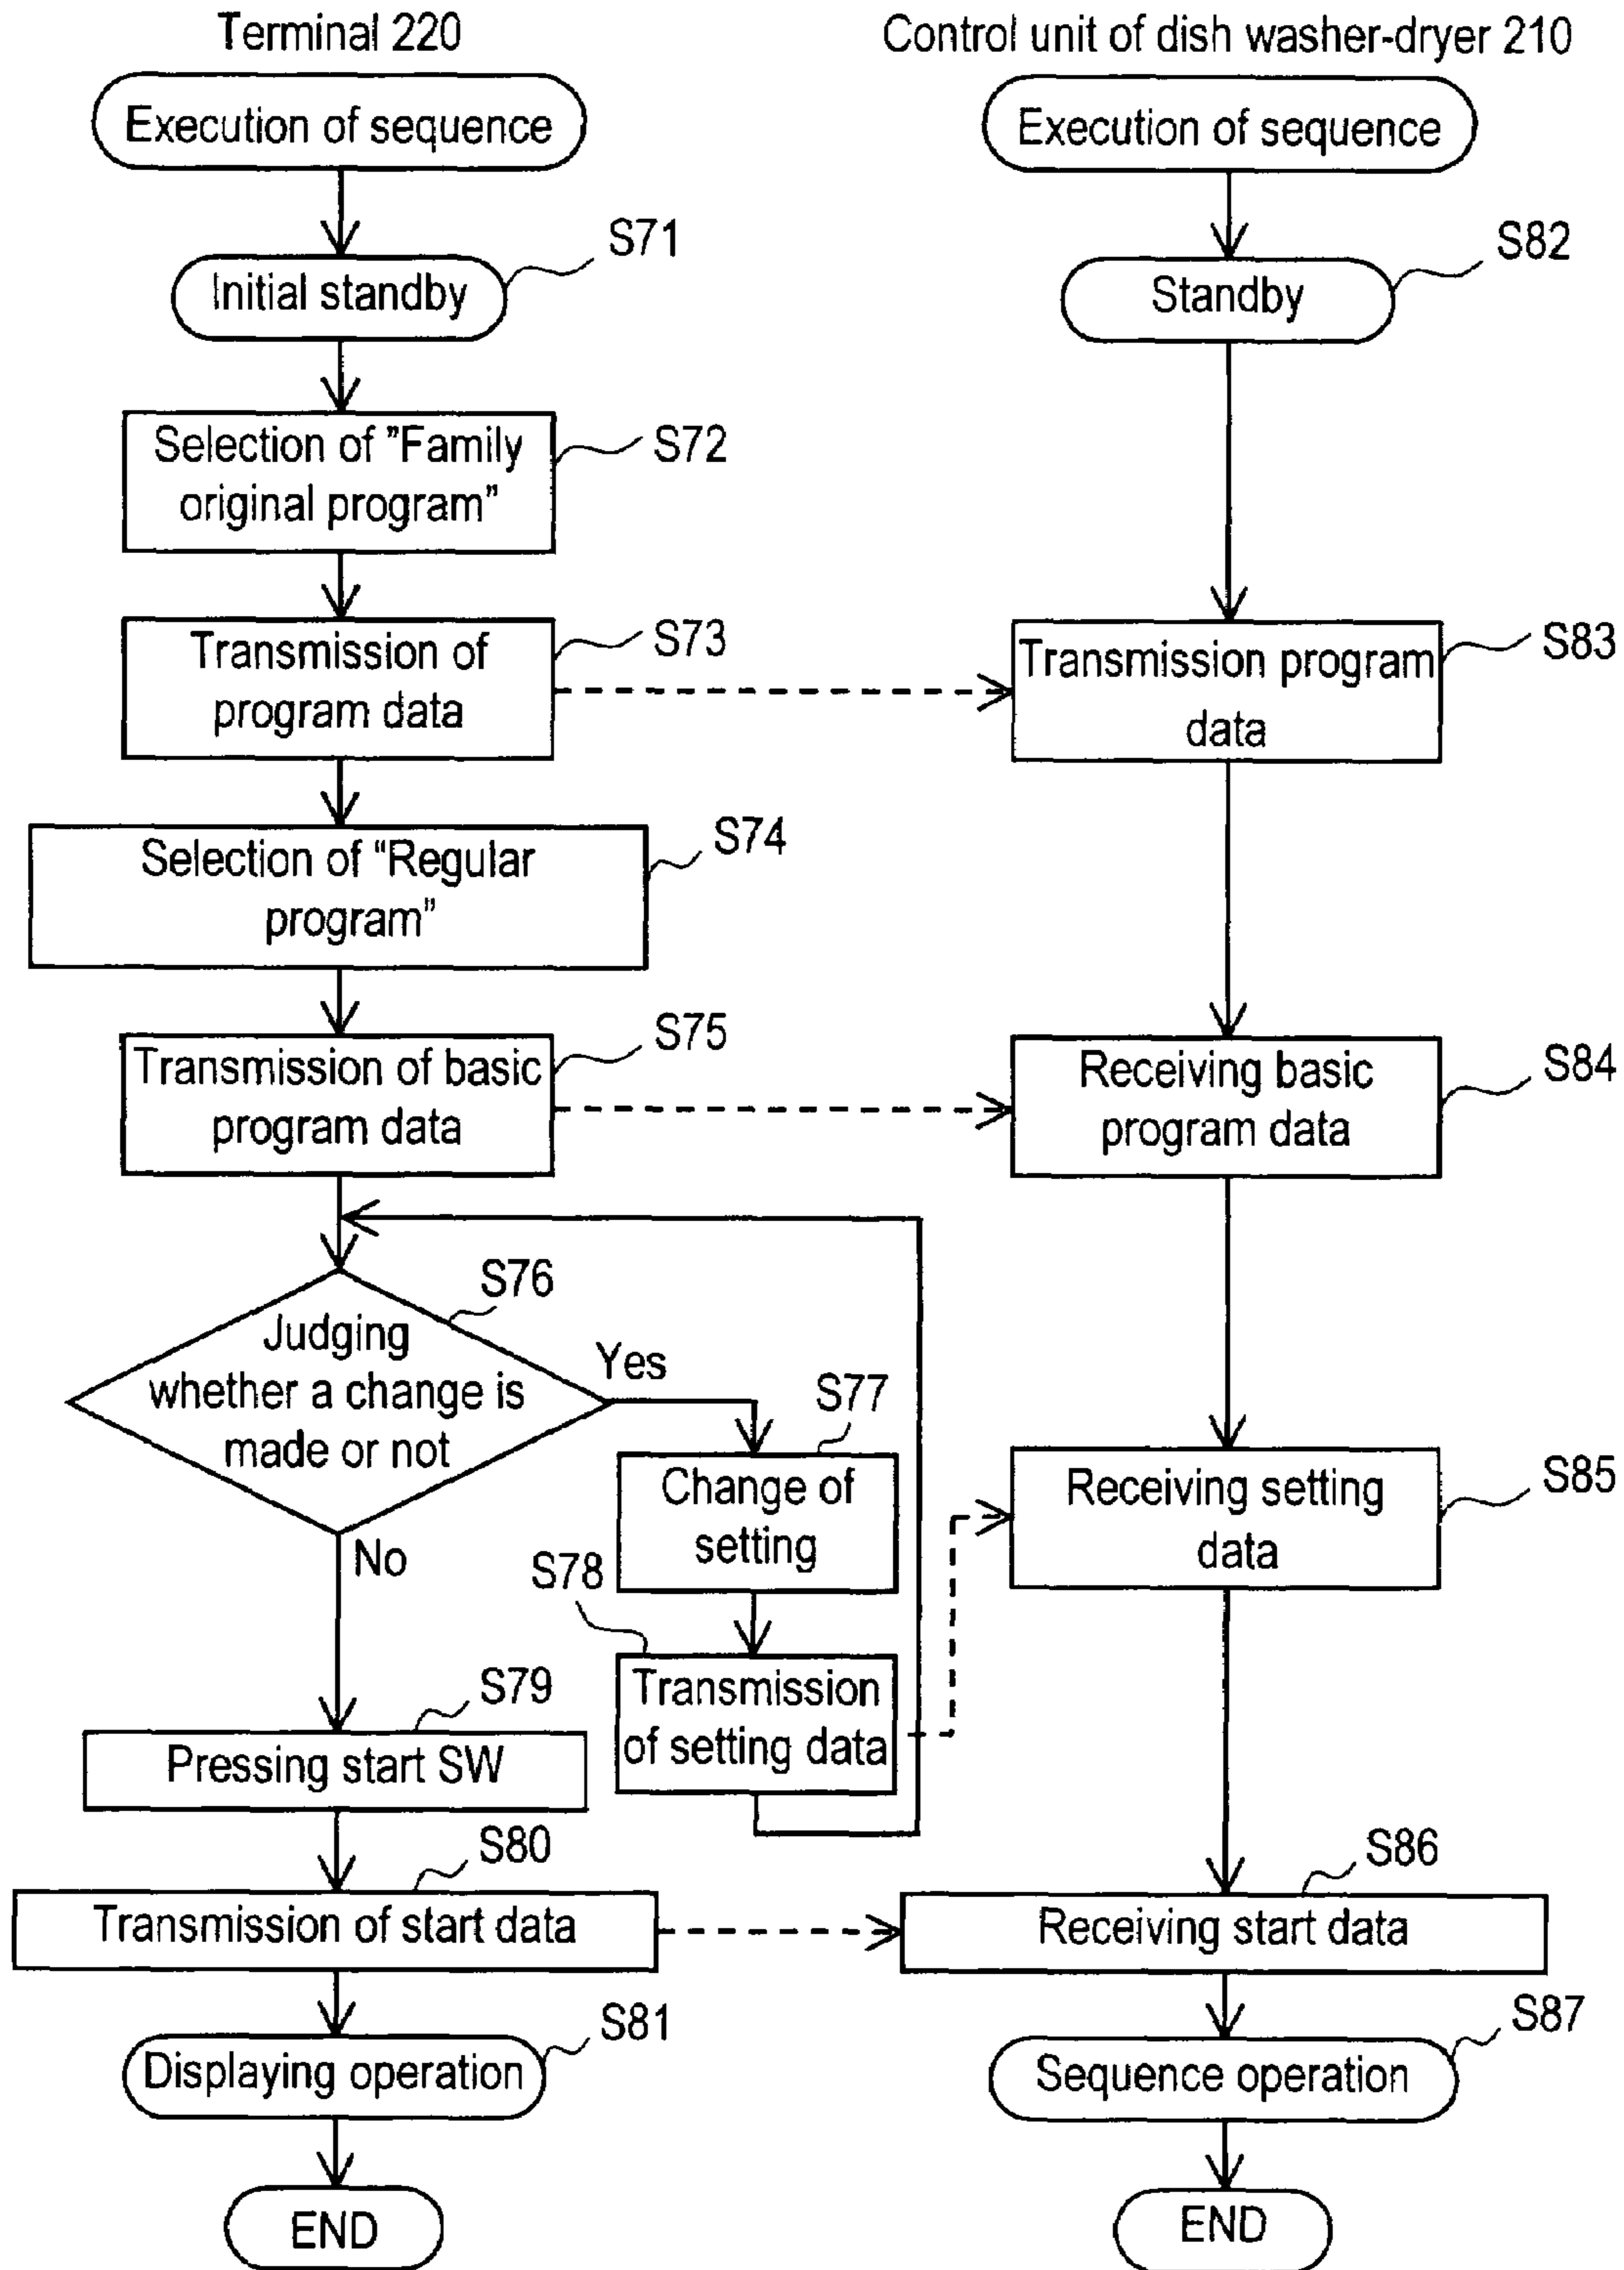 Terminal 220
Control unit of dish washer-dryer 210
Execution of sequence
Execution of sequence
S71
Initial standby
S82
Standby
Selection of ”Family
original program”
S72
Transmission of
program data
S73
Transmission program
data
S83
Selection of “Regular
program”
S74
Transmission of basic
program data
S75
Receiving basic
program data
S84
S76
Judging
whether a change is
made or not
Yes
No
S77
Change of
setting
S78
Transmission
of setting data
Receiving setting
data
S85
S79
Pressing start SW
S80
Transmission of start data
S86
Receiving start data
S81
Displaying operation
S87
Sequence operation
END
END